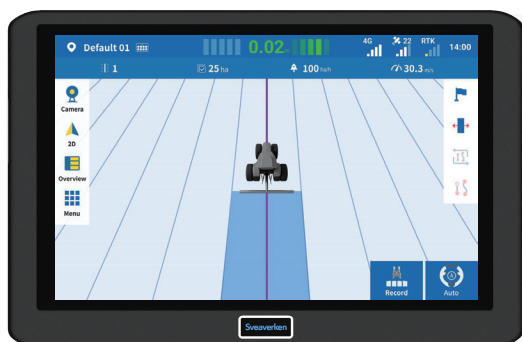 Default 01 0.02 4G 22 RTK 14:00
1 25 ha 100 ha/h 30.3
Camera
2D
Overview
Menu
Record Auto
Sveaverken